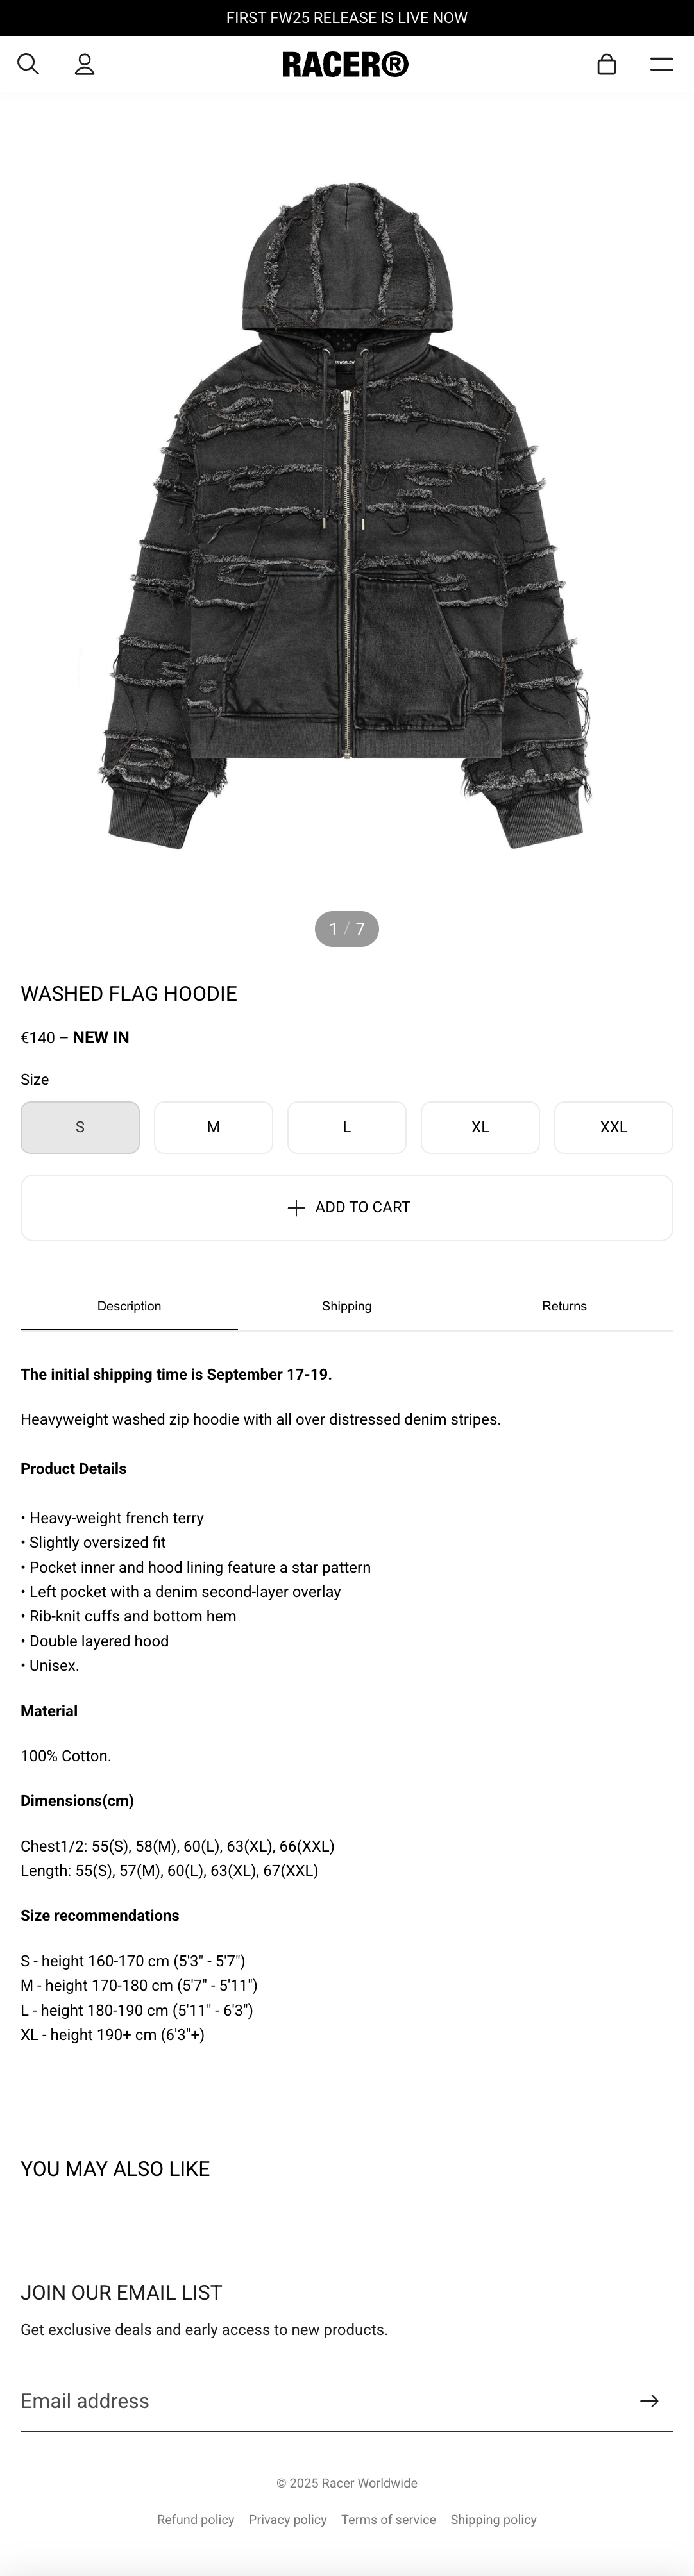 FIRST FW25 RELEASE IS LIVE NOW
RACER®
1 / 7
WASHED FLAG HOODIE
€140 – NEW IN
Size
S M L XL XXL
ADD TO CART
Description Shipping Returns
The initial shipping time is September 17-19.
Heavyweight washed zip hoodie with all over distressed denim stripes.
Product Details
• Heavy-weight french terry
• Slightly oversized fit
• Pocket inner and hood lining feature a star pattern
• Left pocket with a denim second-layer overlay
• Rib-knit cuffs and bottom hem
• Double layered hood
• Unisex.
Material
100% Cotton.
Dimensions(cm)
Chest1/2: 55(S), 58(M), 60(L), 63(XL), 66(XXL)
Length: 55(S), 57(M), 60(L), 63(XL), 67(XXL)
Size recommendations
S - height 160-170 cm (5'3" - 5'7")
M - height 170-180 cm (5'7" - 5'11")
L - height 180-190 cm (5'11" - 6'3")
XL - height 190+ cm (6'3"+)
YOU MAY ALSO LIKE
JOIN OUR EMAIL LIST
Get exclusive deals and early access to new products.
Email address
© 2025 Racer Worldwide
Refund policy Privacy policy Terms of service Shipping policy